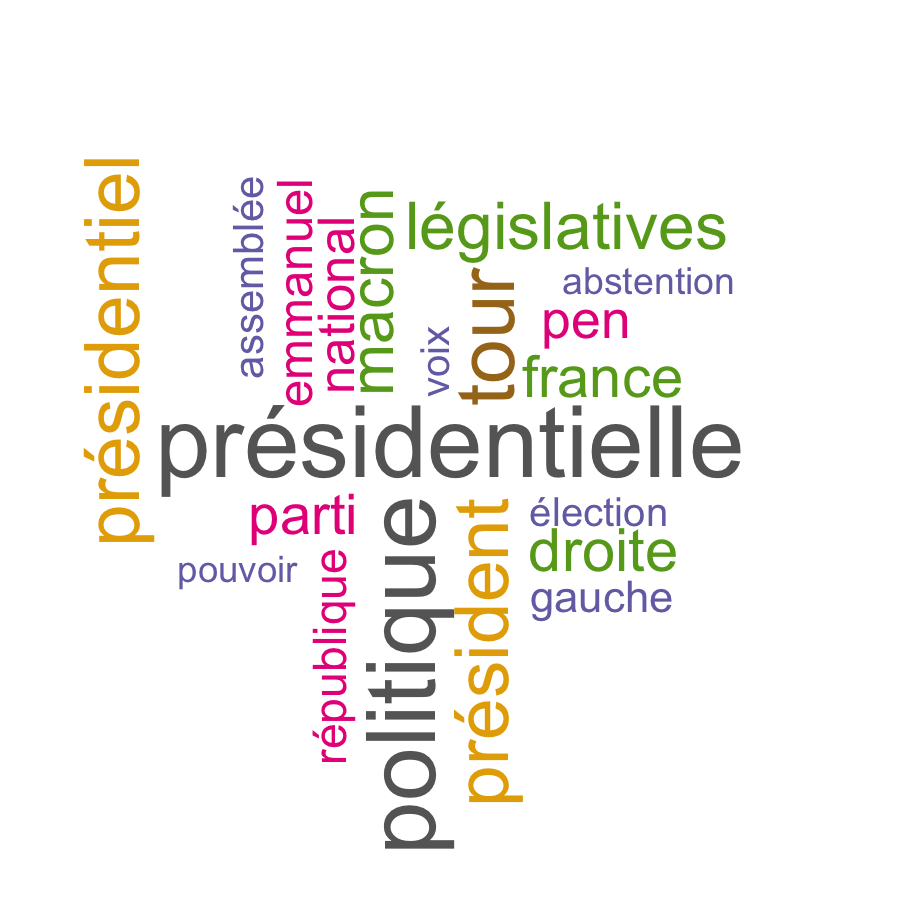 présidentiel
assemblée
emmanuel
national
macron
législatives
abstention
voix
tour
pen
france
présidentielle
parti
pouvoir
république
politique
président
élection
droite
gauche